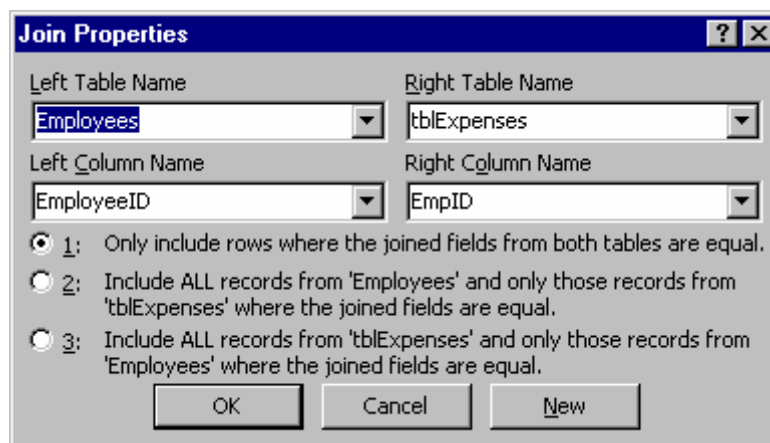 Join Properties
Left Table Name
Right Table Name
Employees
tblExpenses
Left Column Name
Right Column Name
EmployeeID
EmpID
1: Only include rows where the joined fields from both tables are equal.
2: Include ALL records from 'Employees' and only those records from
'tblExpenses' where the joined fields are equal.
3: Include ALL records from 'tblExpenses' and only those records from
'Employees' where the joined fields are equal.
OK
Cancel
New